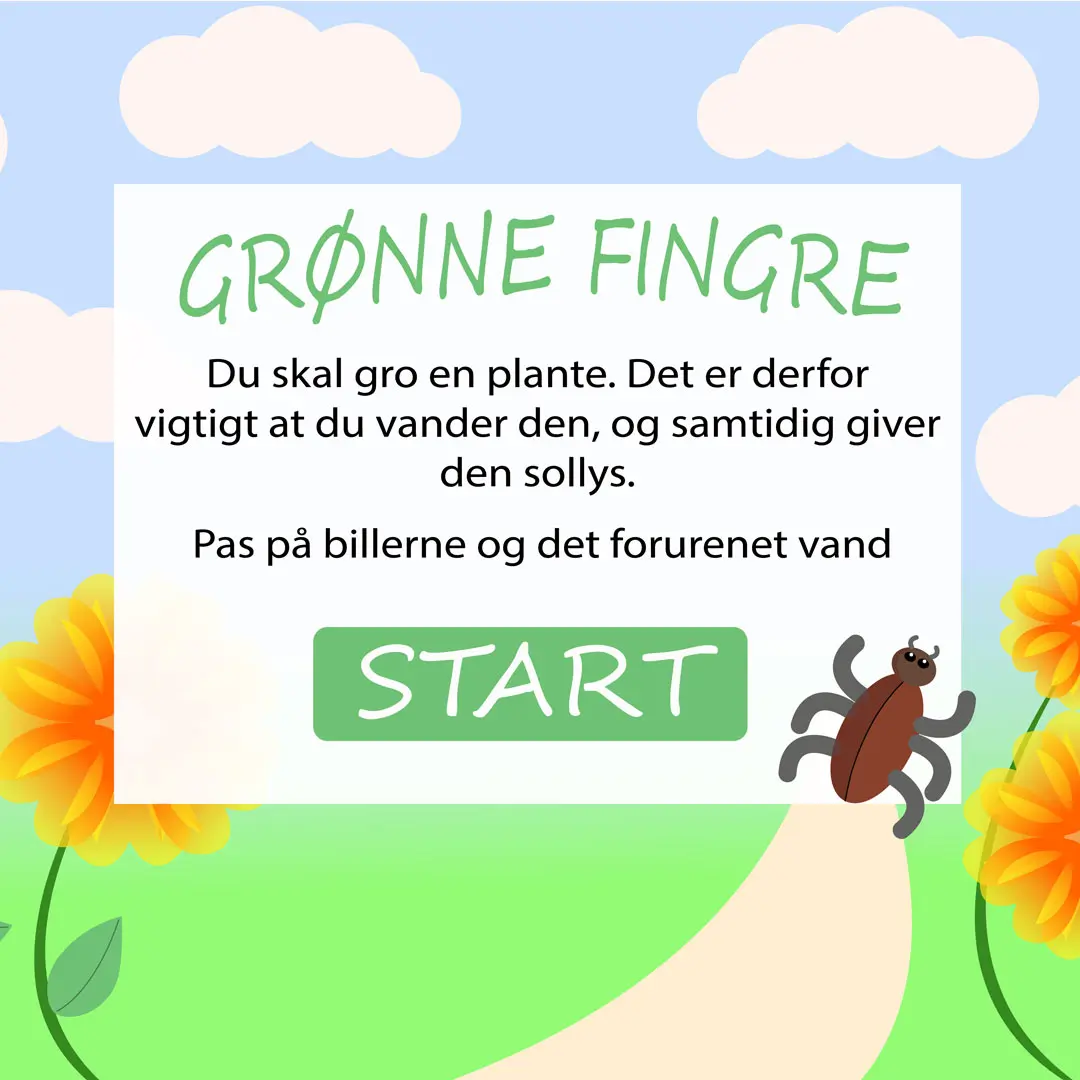 GRØNNE FINGRE
Du skal gro en plante. Det er derfor
vigtigt at du vander den, og samtidig giver
den sollys.
Pas på billerne og det forurenet vand
START